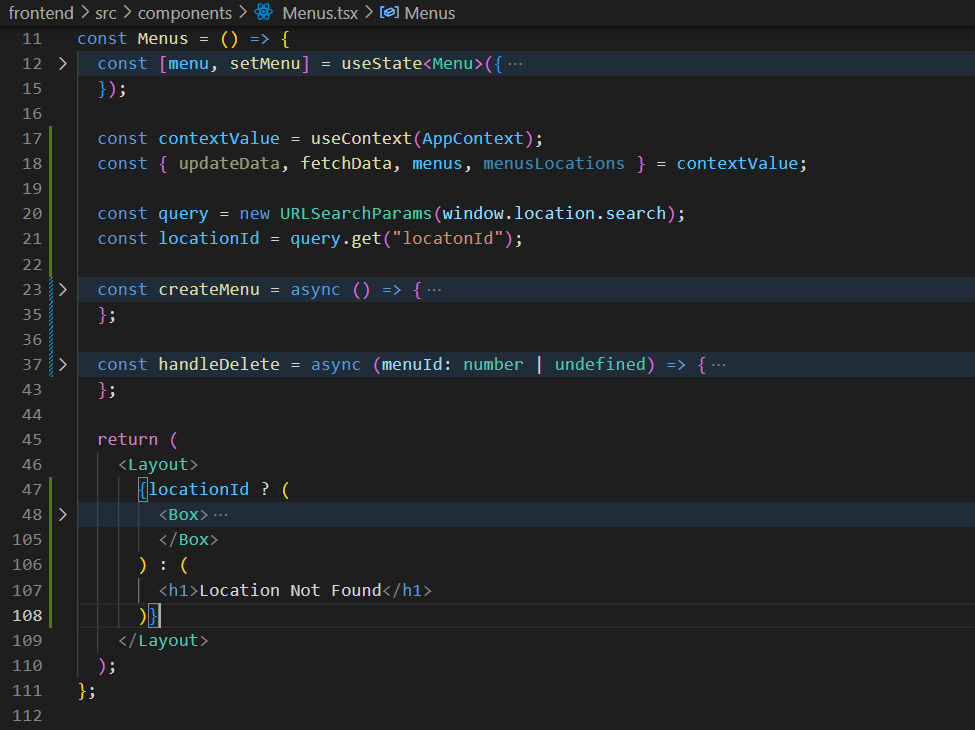 frontend > src > components > Menus.tsx > Menus
11 const Menus = () => {
12 > const [menu, setMenu] = useState<Menu>({ ···
15 });
16
17 const contextValue = useContext(AppContext);
18 const { updateData, fetchData, menus, menusLocations } = contextValue;
19
20 const query = new URLSearchParams(window.location.search);
21 const locationId = query.get("locatonId");
22
23 > const createMenu = async () => { ···
35 };
36
37 > const handleDelete = async (menuId: number | undefined) => { ···
43 };
44
45 return (
46 <Layout>
47 {locationId ? (
48 > <Box> ···
105 </Box>
106 ) : (
107 <h1>Location Not Found</h1>
108 )}
109 </Layout>
110 );
111 };
112